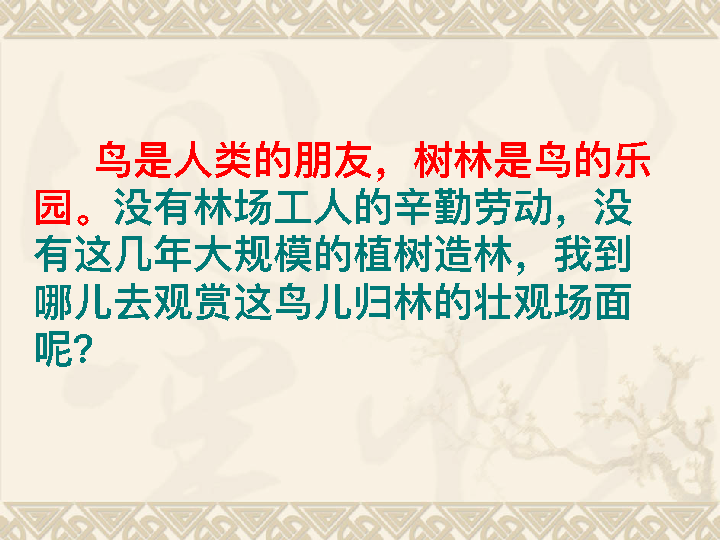 鸟是人类的朋友，树林是鸟的乐
园。没有林场工人的辛勤劳动，没
有这几年大规模的植树造林，我到
哪儿去观赏这鸟儿归林的壮观场面
呢?